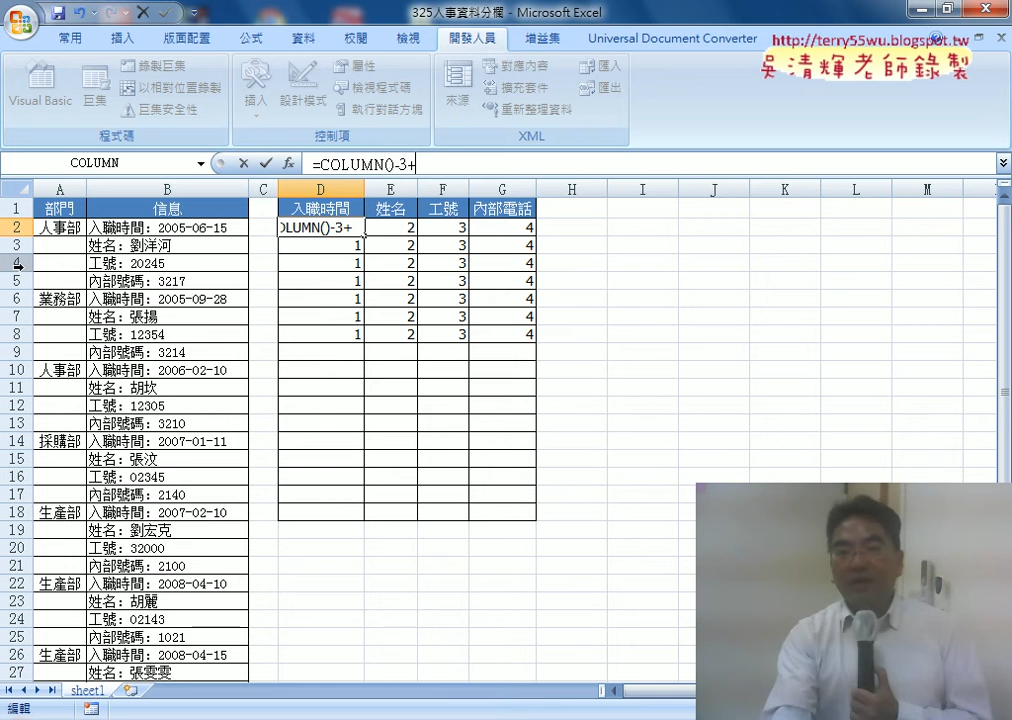 325人事資料分欄 - Microsoft Excel
常用 插入 版面配置 公式 資料 校閱 檢視 開發人員 增益集 Universal Document Converter
http://terry55wu.blogspot.tw
吳清輝老師錄製
Visual Basic 巨集 錄製巨集 以相對位置錄製 巨集安全性
插入 設計模式 屬性 檢視程式碼 執行對話方塊
來源 對應內容 擴充套件 重新整理資料 匯入 匯出
程式碼 控制項 XML
COLUMN =COLUMN()-3+
A B C D E F G H I J K L M
1 部門 信息 入職時間 姓名 工號 內部電話
2 人事部 入職時間：2005-06-15 OLUMN()-3+ 2 3 4
3 姓名：劉洋河 1 2 3 4
4 工號：20245 1 2 3 4
5 內部號碼：3217 1 2 3 4
6 業務部 入職時間：2005-09-28 1 2 3 4
7 姓名：張揚 1 2 3 4
8 工號：12354 1 2 3 4
9 內部號碼：3214
10 人事部 入職時間：2006-02-10
11 姓名：胡坎
12 工號：12305
13 內部號碼：3210
14 採購部 入職時間：2007-01-11
15 姓名：張汶
16 工號：02345
17 內部號碼：2140
18 生產部 入職時間：2007-02-10
19 姓名：劉宏克
20 工號：32000
21 內部號碼：2100
22 生產部 入職時間：2008-04-10
23 姓名：胡麗
24 工號：02143
25 內部號碼：1021
26 生產部 入職時間：2008-04-15
27 姓名：張雯雯
sheet1
編輯